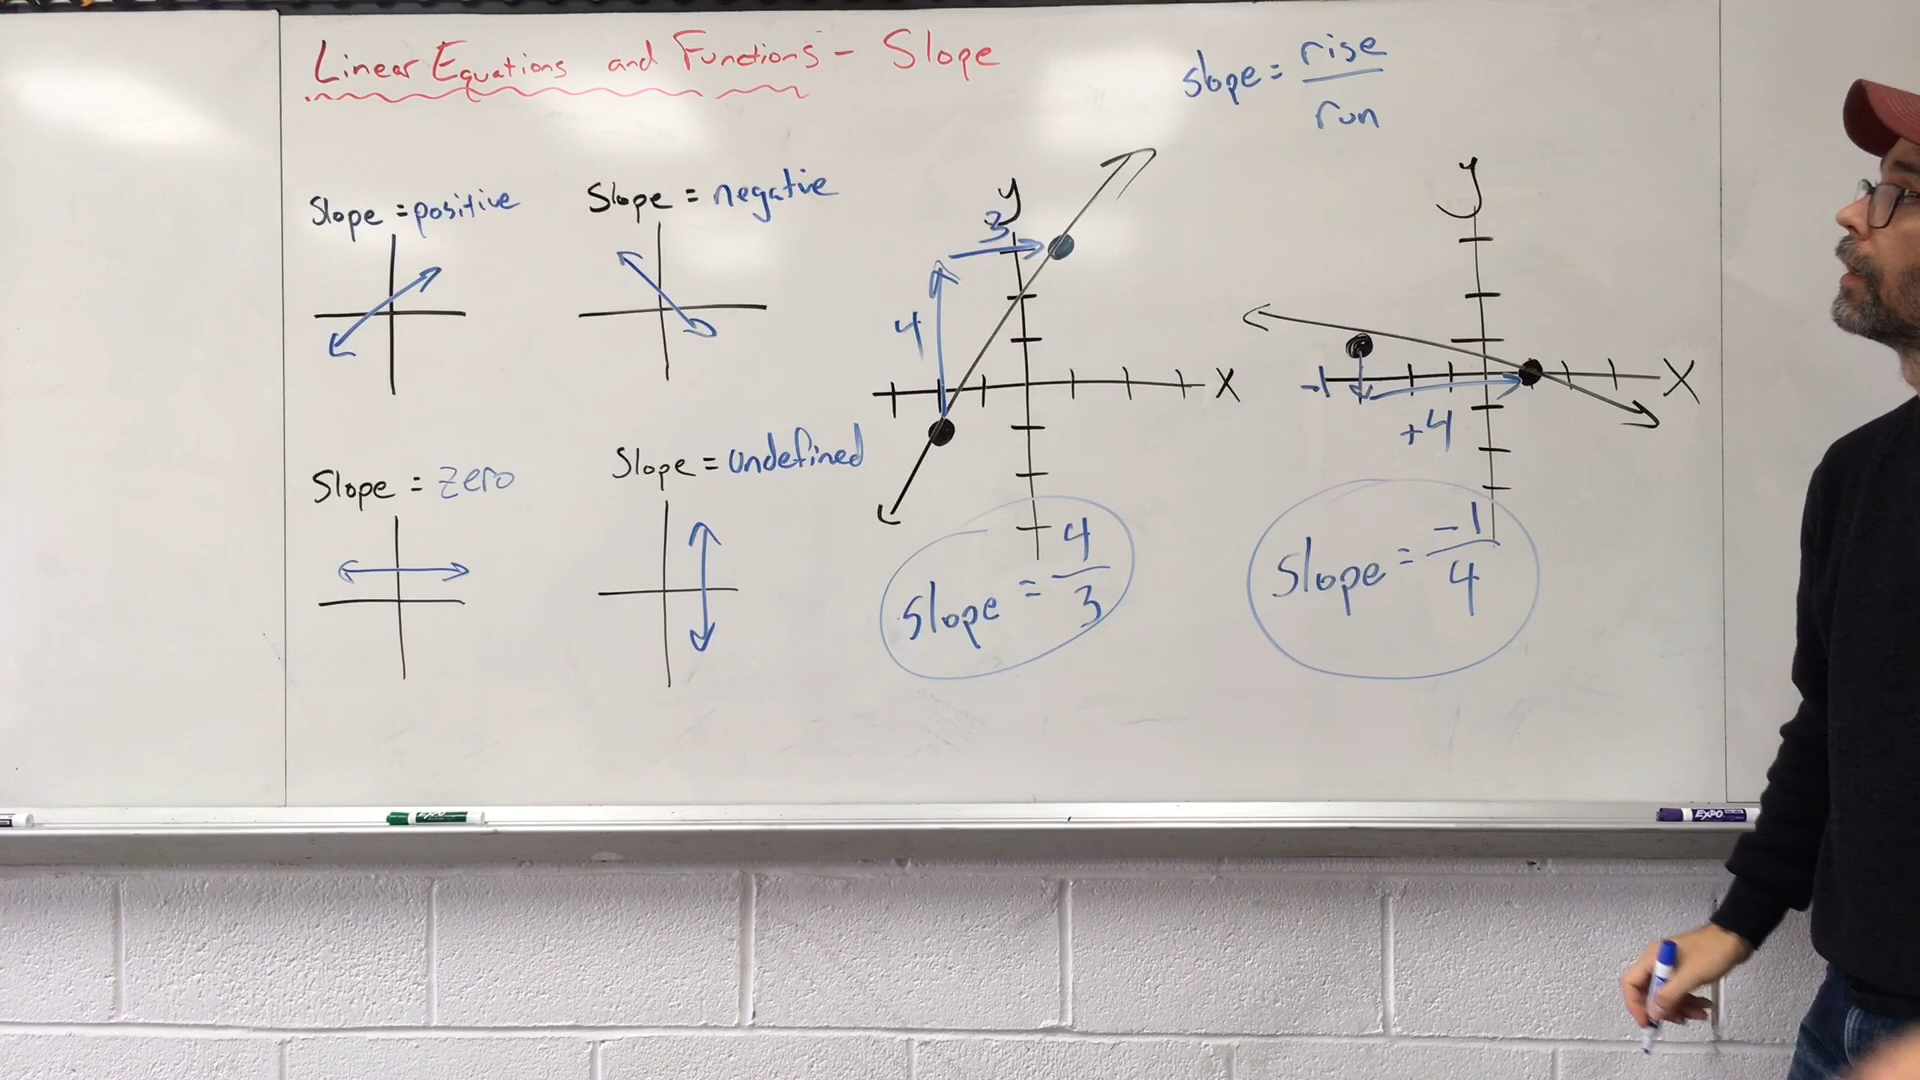 Linear Equations and Functions - Slope
slope = rise
run
Slope = positive
Slope = negative
Slope = zero
Slope = undefined
y
3
4
X
slope = 4
3
y
-1
+4
X
Slope = -1
4
EXPO
EXPO